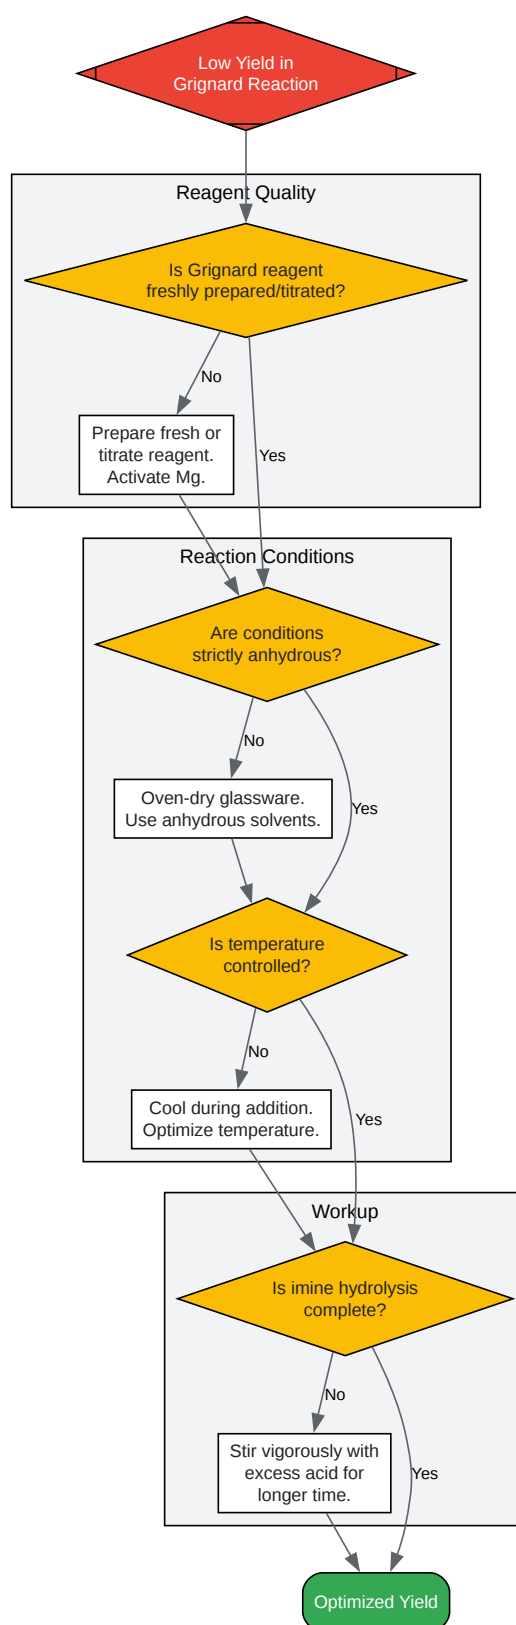 Low Yield in
Grignard Reaction
Reagent Quality
Is Grignard reagent
freshly prepared/titrated?
No
Prepare fresh or
titrate reagent.
Activate Mg.
Yes
Reaction Conditions
Are conditions
strictly anhydrous?
No
Oven-dry glassware.
Use anhydrous solvents.
Yes
Is temperature
controlled?
No
Cool during addition.
Optimize temperature.
Yes
Workup
Is imine hydrolysis
complete?
No
Stir vigorously with
excess acid for
longer time.
Yes
Optimized Yield